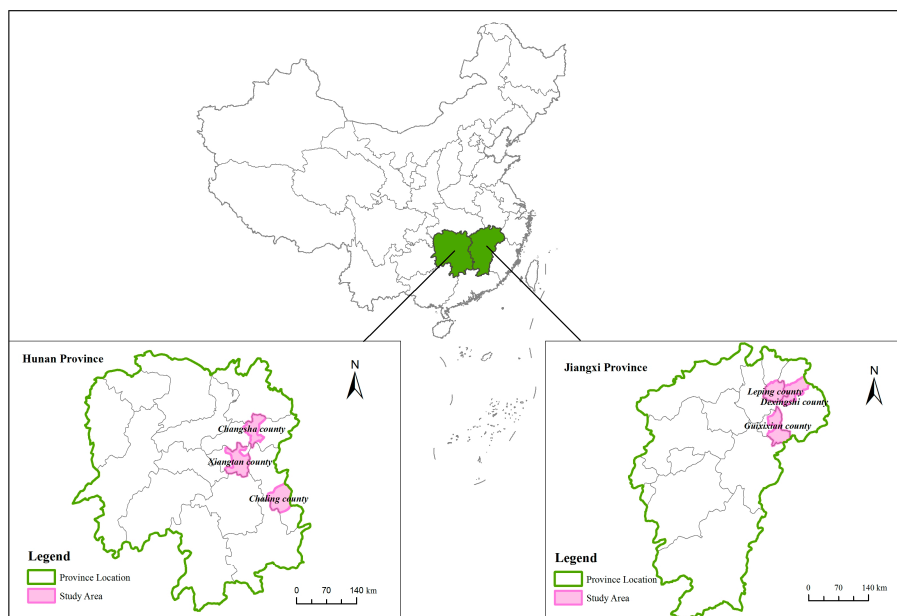 Hunan Province
N
Changsha county
Xiangtan county
Chaling county
Legend
Province Location
Study Area
0 70 140 km
Jiangxi Province
N
Leping county
Dexingshi county
Guixixian county
Legend
Province Location
Study Area
0 70 140 km